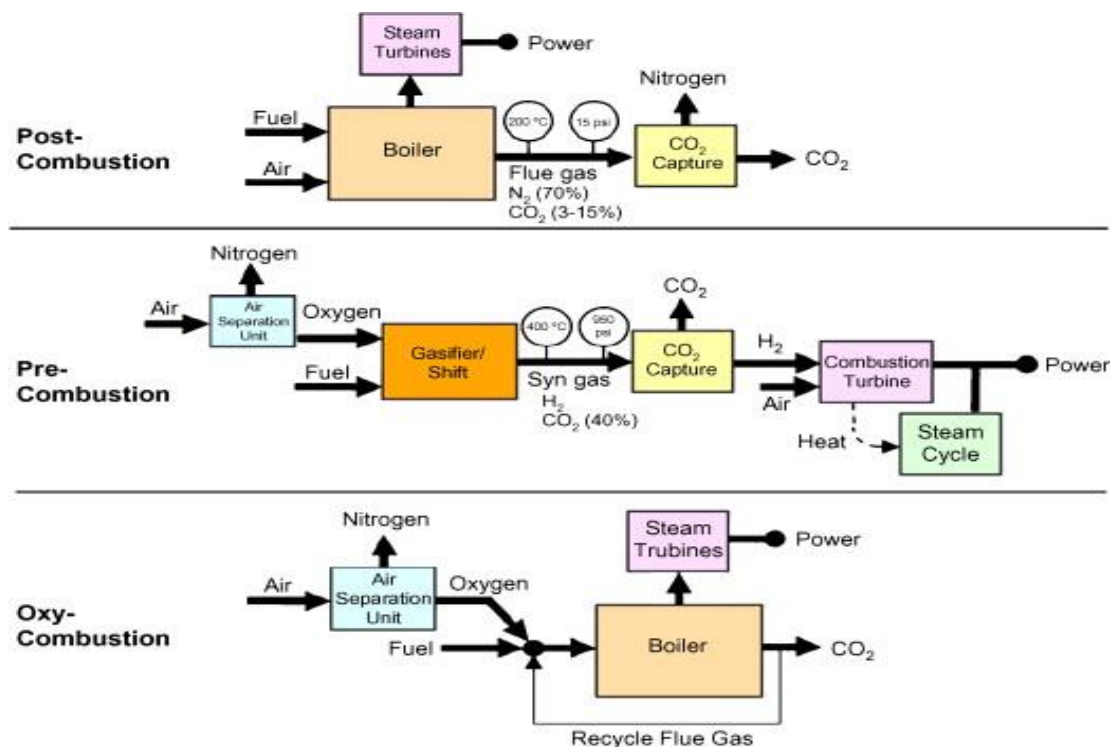 Steam
Turbines
Power
Nitrogen
Post-
Combustion
Fuel
Air
Boiler
200 ºC
15 psi
Flue gas
N₂ (70%)
CO₂ (3-15%)
CO₂
Capture
CO₂
Nitrogen
Air
Air
Separation
Unit
Oxygen
Pre-
Combustion
Fuel
Gasifier/
Shift
400 ºC
950
psi
Syn gas
H₂
CO₂ (40%)
CO₂
CO₂
Capture
H₂
Air
Combustion
Turbine
Power
Heat
Steam
Cycle
Nitrogen
Oxy-
Combustion
Air
Air
Separation
Unit
Oxygen
Fuel
Steam
Trubines
Power
Boiler
CO₂
Recycle Flue Gas